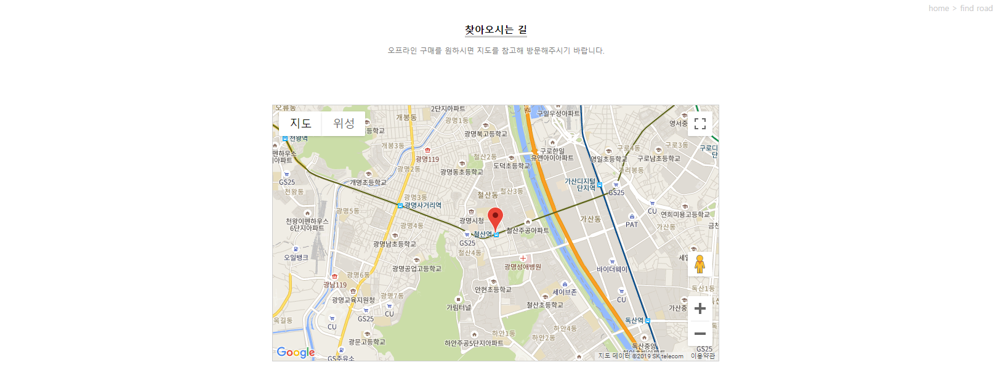 home > find road
찾아오시는 길
오프라인 구매를 원하시면 지도를 참고해 방문해주시기 바랍니다.
지도
위성
오류동
2단지아파트
개봉동
광명1동
구일우성아파트
영서중
초등학교
천왕역
광명북고등학교
개봉3동
구로한일
유앤아이아파트
구로4동
구로3동
구로디
단
펜하우스
아파트
광명119
철산2동
영일초등학교
구로남초등학교
광명2동
광명동초등학교
도덕초등학교
가리봉동
GS25
개명초등학교
가산디지털
단지역
천왕동
철산3동
GS25
광명3동
철산동
광명사거리역
광명5동
CU
연희미용고등학교
천왕이펜하우스
6단지아파트
광명시청
가산동
PAT
광명4동
가산동
금천
철산역
철산주공아파트
광명남초등학교
GS25
철산4동
오일뱅크
세일
광명공업고등학교
광명성애병원
바이더웨이
광명6동
광남119
안현초등학교
세이브존
독산1동
광명교육지원청
광명7동
CU
가림터널
철산초등학교
가산중
GS25
CU
옥길동
CU
독산역
하안1동
하안4동
하안2동
광문고등학교
하안주공5단지아파트
독산중앙
GS25
GS주유소
Google
지도 데이터 ©2019 SK telecom
이용약관